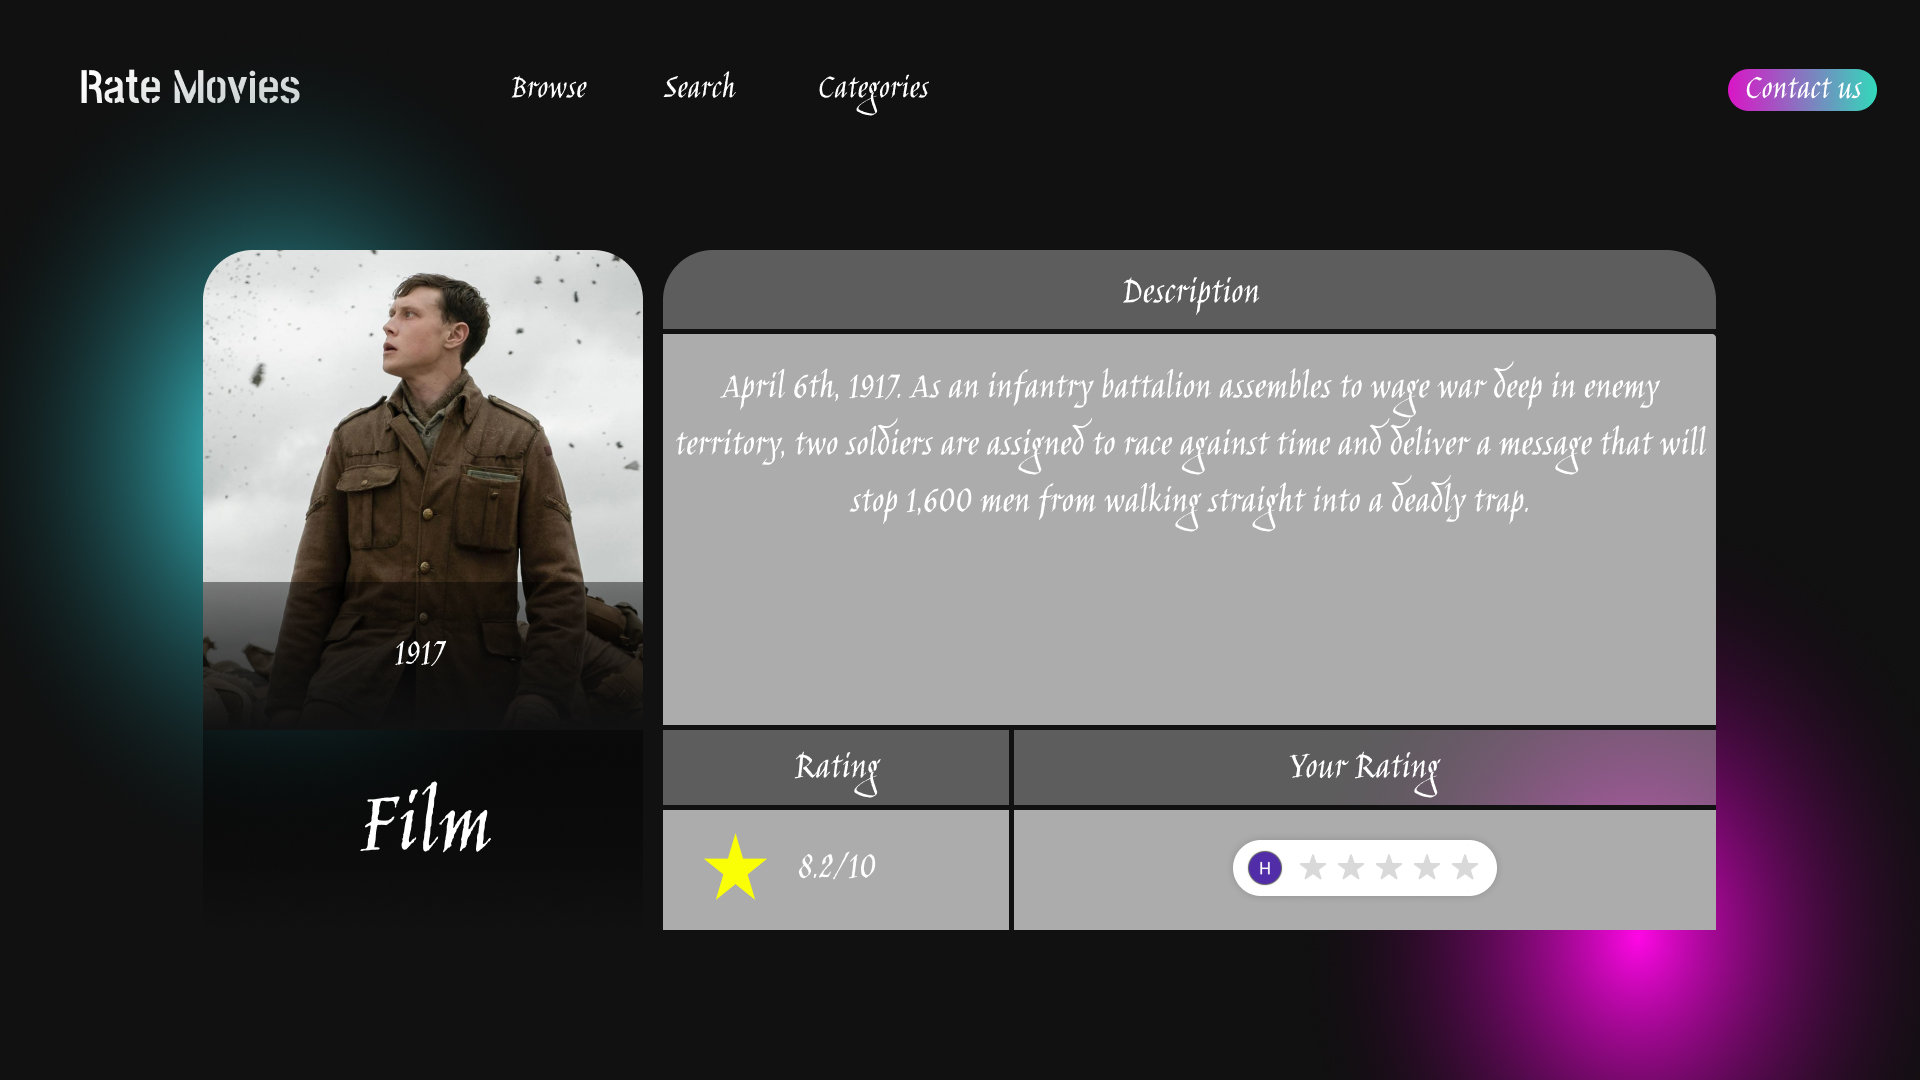 Rate Movies
Browse
Search
Categories
Contact us
1917
Film
Description
April 6th, 1917. As an infantry battalion assembles to wage war deep in enemy
territory, two soldiers are assigned to race against time and deliver a message that will
stop 1,600 men from walking straight into a deadly trap.
Rating
Your Rating
8.2/10
H